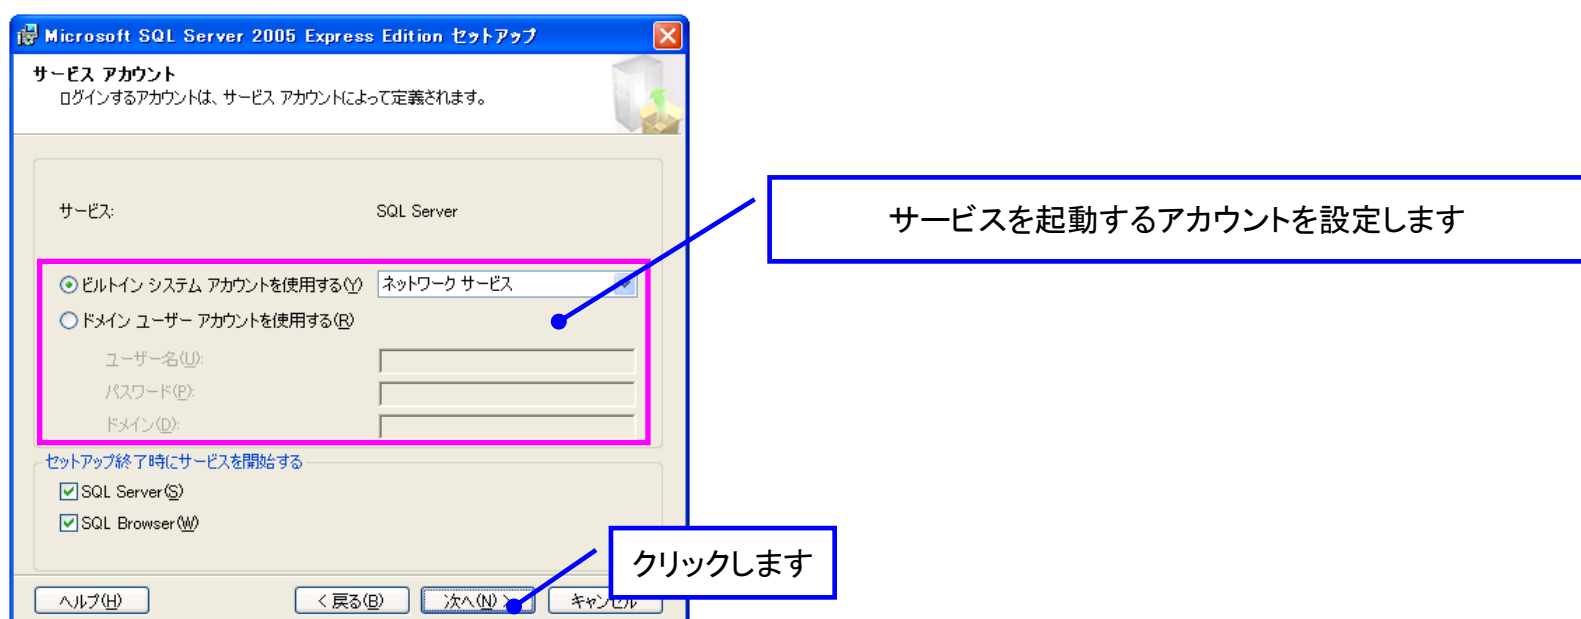 Microsoft SQL Server 2005 Express Edition セットアップ
サービス アカウント
ログインするアカウントは、サービス アカウントによって定義されます。
サービス: SQL Server
サービスを起動するアカウントを設定します
ビルトイン システム アカウントを使用する(Y) ネットワーク サービス
ドメイン ユーザー アカウントを使用する(R)
ユーザー名(U):
パスワード(P):
ドメイン(D):
セットアップ終了時にサービスを開始する
SQL Server(S)
SQL Browser(W)
クリックします
ヘルプ(H) < 戻る(B) 次へ(N) > キャンセル